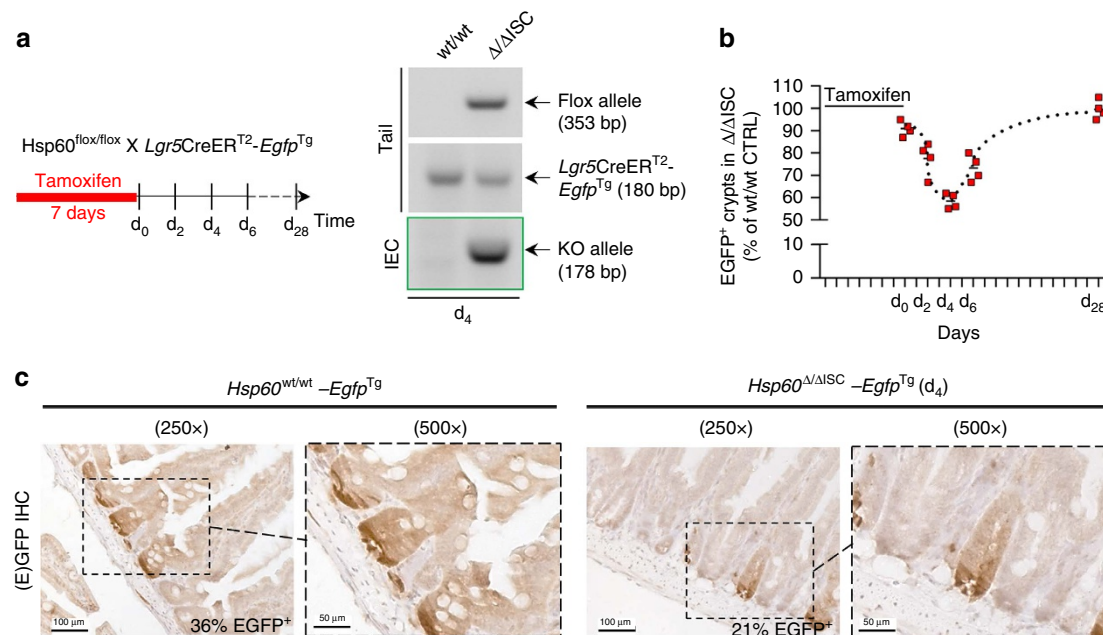 a
Hsp60flox/flox X Lgr5CreERT2-EgfpTg
Tamoxifen
7 days
Time
d0 d2 d4 d6 d28
wt/wt Δ/ΔISC
Tail
IEC
Flox allele
(353 bp)
Lgr5CreERT2-
EgfpTg (180 bp)
KO allele
(178 bp)
d4
b
EGFP+ crypts in Δ/ΔISC
(% of wt/wt CTRL)
110
100
90
80
70
60
50
10
0
Tamoxifen
d0 d2 d4 d6 d28
Days
c
Hsp60wt/wt –EgfpTg
Hsp60Δ/ΔISC –EgfpTg (d4)
(250×) (500×) (250×) (500×)
(E)GFP IHC
100 µm
36% EGFP+
50 µm
100 µm
21% EGFP+
50 µm